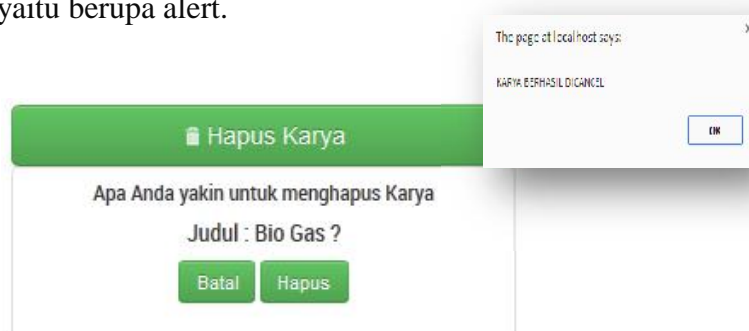 yaitu berupa alert.
The page at localhost says:
KARYA BERHASIL DICANCEL
OK
Hapus Karya
Apa Anda yakin untuk menghapus Karya
Judul : Bio Gas ?
Batal
Hapus